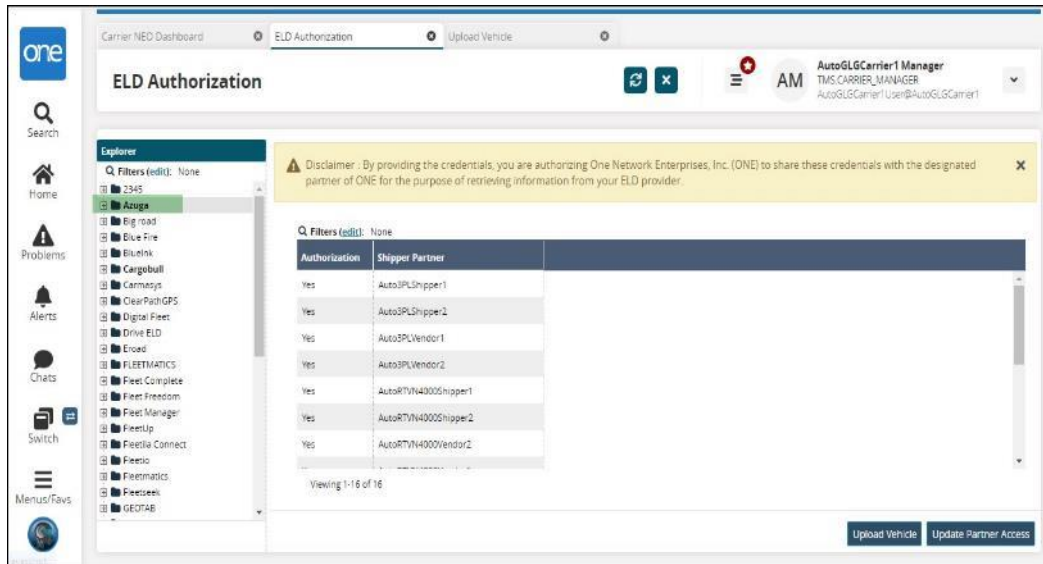 one
Search
Home
Problems
Alerts
Chats
Switch
Menus/Favs
Carrier NEO Dashboard
ELD Authorization
Upload Vehicle
ELD Authorization
AM
AutoGLGCarrier1 Manager
TMS.CARRIER_MANAGER
AutoGLGCarrier1User@AutoGLGCarrier1
Explorer
Filters (edit): None
2345
Azuga
Big road
Blue Fire
BlueInk
Cargobull
Carmasys
ClearPathGPS
Digital Fleet
Drive ELD
Eroad
FLEETMATICS
Fleet Complete
Fleet Freedom
Fleet Manager
FleetUp
Fleetila Connect
Fleetio
Fleetmatics
Fleetseek
GEOTAB
Disclaimer : By providing the credentials, you are authorizing One Network Enterprises, Inc. (ONE) to share these credentials with the designated
partner of ONE for the purpose of retrieving information from your ELD provider.
Filters (edit): None
Authorization Shipper Partner
Yes Auto3PLShipper1
Yes Auto3PLShipper2
Yes Auto3PLVendor1
Yes Auto3PLVendor2
Yes AutoRTVN4000Shipper1
Yes AutoRTVN4000Shipper2
Yes AutoRTVN4000Vendor2
Viewing 1-16 of 16
Upload Vehicle Update Partner Access